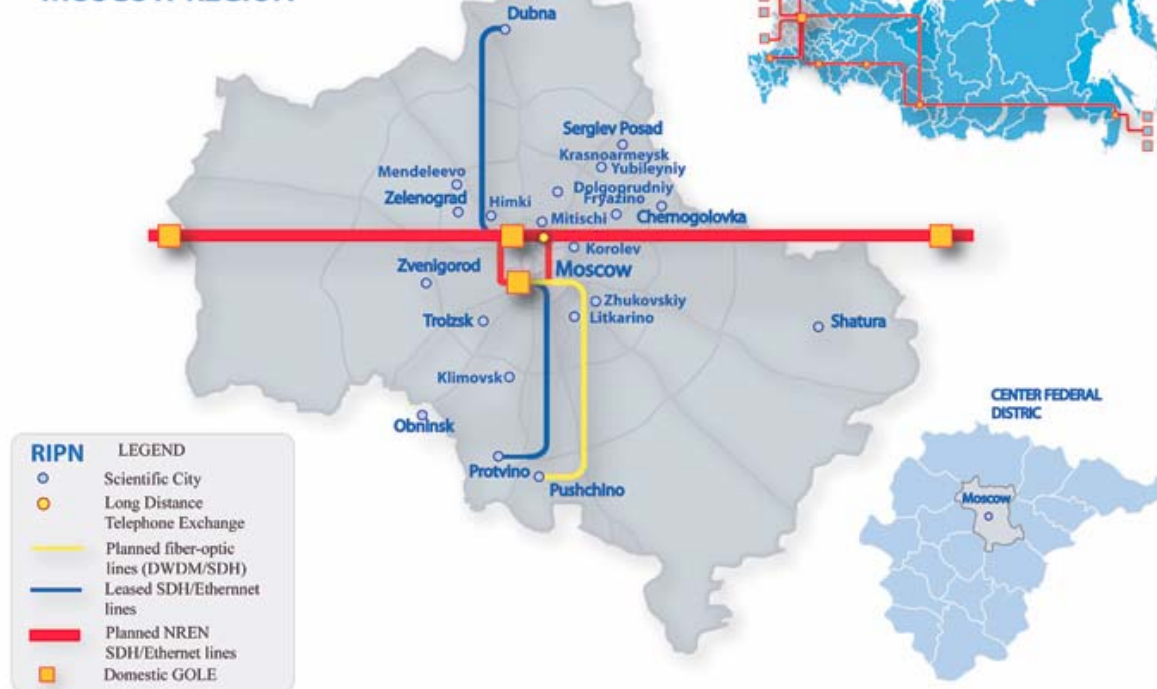 MOSCOW REGION
Dubna
Sergiev Posad
Krasnoarmeysk
Yubileyniy
Mendeleevo
Dolgoprudniy
Zelenograd
Himki
Fryazino
Mitischi
Chernogolovka
Korolev
Zvenigorod
Moscow
Zhukovskiy
Troizsk
Litkarino
Shatura
Klimovsk
Obninsk
Protvino
Pushchino
CENTER FEDERAL
DISTRIC
Moscow
RIPN LEGEND
Scientific City
Long Distance
Telephone Exchange
Planned fiber-optic
lines (DWDM/SDH)
Leased SDH/Ethernnet
lines
Planned NREN
SDH/Ethernet lines
Domestic GOLE